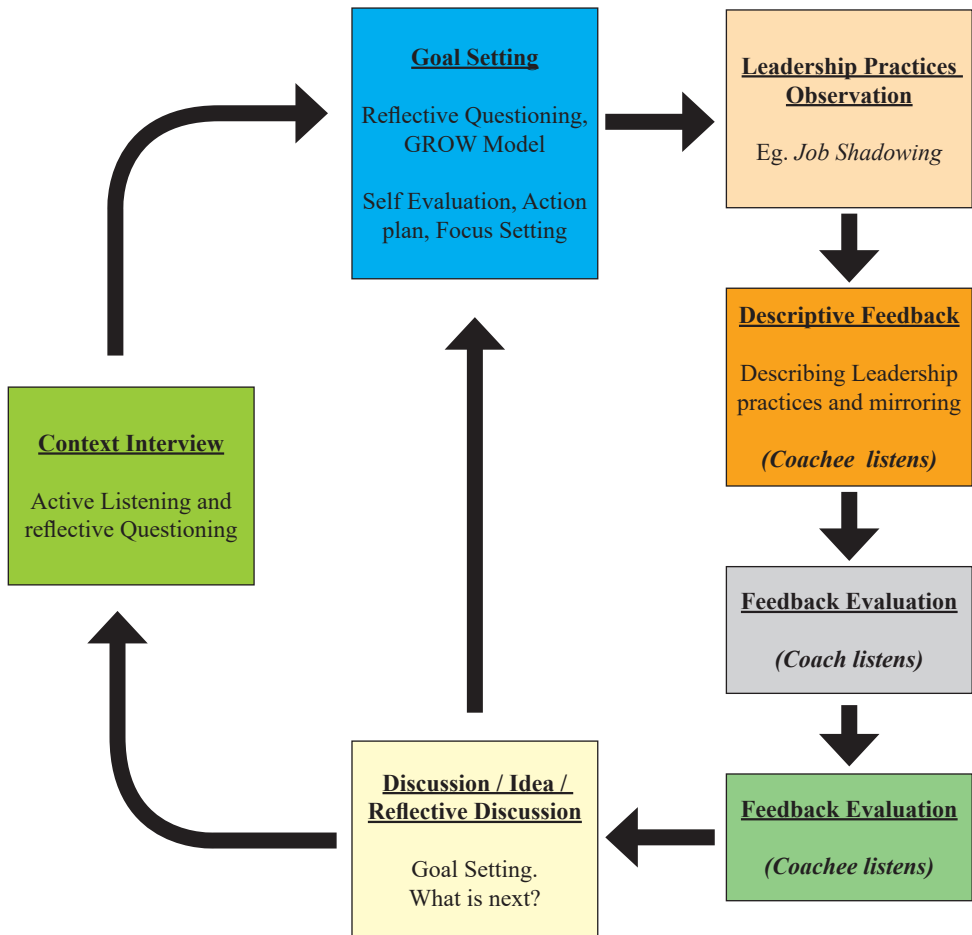 Goal Setting
Reflective Questioning,
GROW Model
Self Evaluation, Action
plan, Focus Setting
Leadership Practices
Observation
Eg. Job Shadowing
Descriptive Feedback
Describing Leadership
practices and mirroring
(Coachee listens)
Feedback Evaluation
(Coach listens)
Feedback Evaluation
(Coachee listens)
Discussion / Idea /
Reflective Discussion
Goal Setting.
What is next?
Context Interview
Active Listening and
reflective Questioning